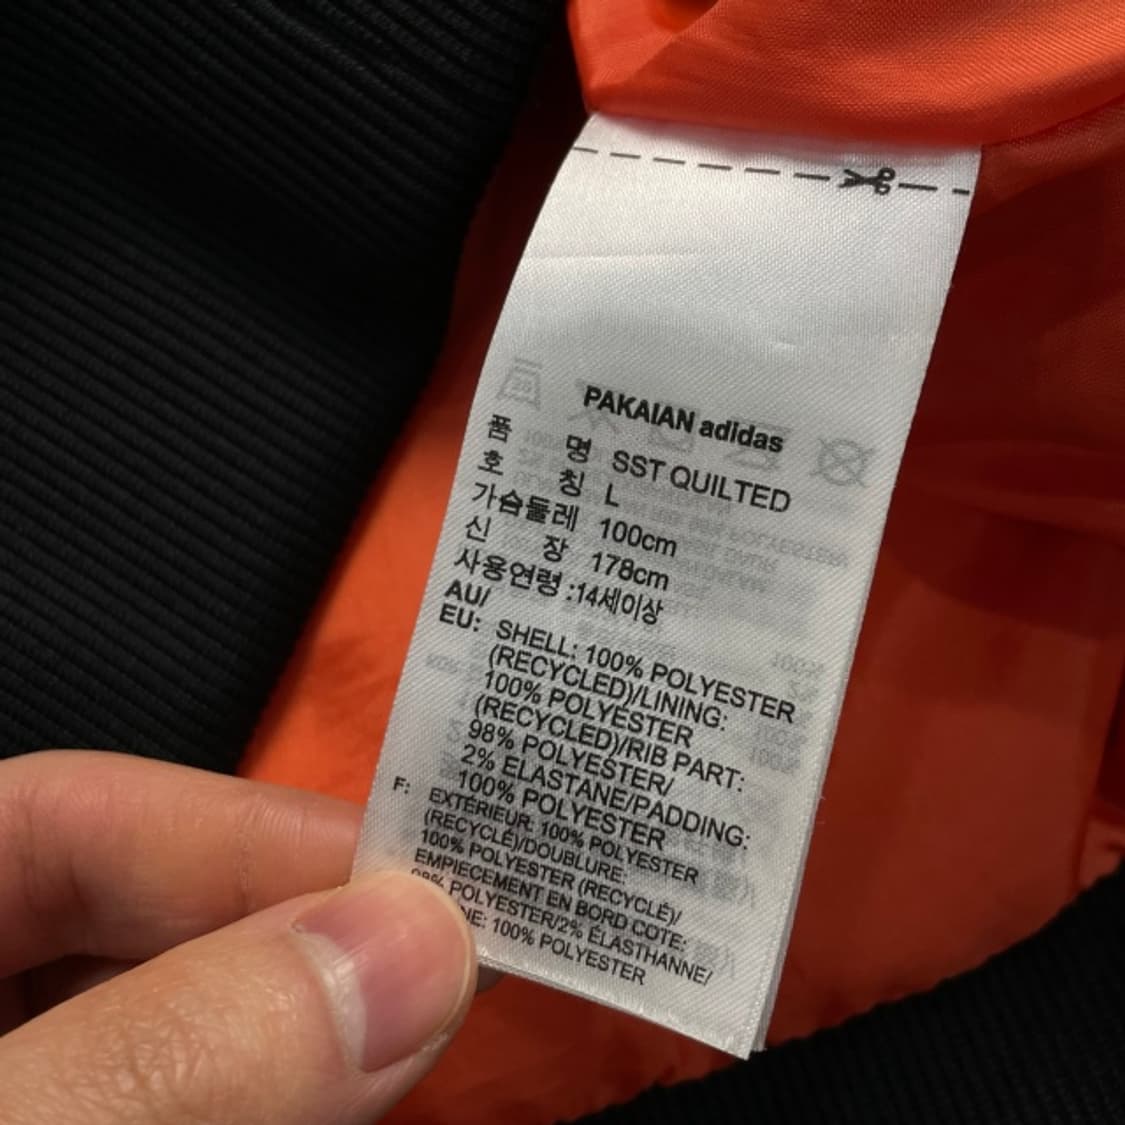 PAKAIAN adidas
품 명 SST QUILTED
호 칭 L
가슴둘레 100cm
신 장 178cm
사용연령 :14세이상
AU/
EU: SHELL: 100% POLYESTER
(RECYCLED)/LINING:
100% POLYESTER
(RECYCLED)/RIB PART:
98% POLYESTER/
2% ELASTANE/PADDING:
100% POLYESTER
F: EXTÉRIEUR: 100% POLYESTER
(RECYCLÉ)/DOUBLURE:
100% POLYESTER (RECYCLÉ)/
EMPIECEMENT EN BORD COTE:
98% POLYESTER/2% ÉLASTHANNE/
100% POLYESTER